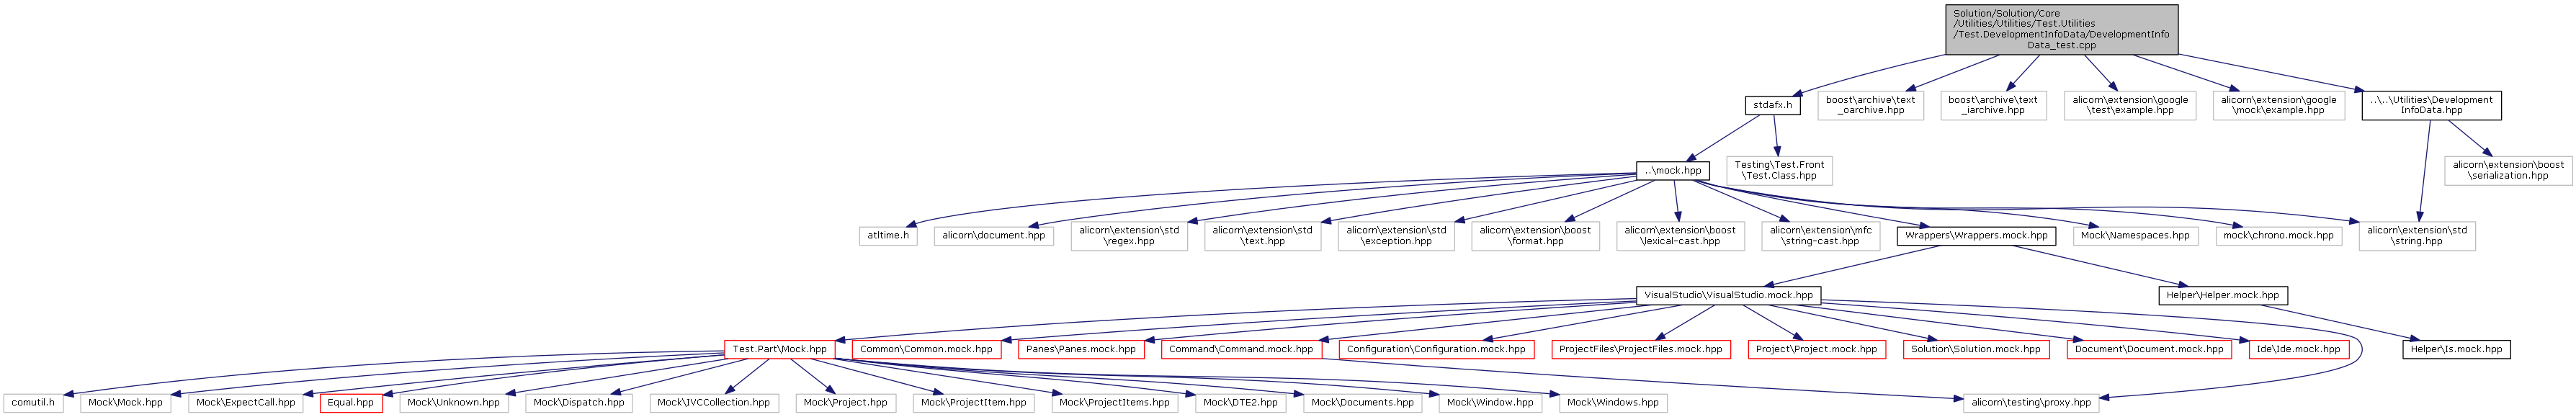 Solution/Solution/Core
/Utilities/Utilities/Test.Utilities
/Test.DevelopmentInfoData/DevelopmentInfo
Data_test.cpp
stdafx.h
boost\archive\text
_oarchive.hpp
boost\archive\text
_iarchive.hpp
alicorn\extension\google
\test\example.hpp
alicorn\extension\google
\mock\example.hpp
..\..\Utilities\Development
InfoData.hpp
..\mock.hpp
Testing\Test.Front
\Test.Class.hpp
alicorn\extension\boost
\serialization.hpp
atltime.h
alicorn\document.hpp
alicorn\extension\std
\regex.hpp
alicorn\extension\std
\text.hpp
alicorn\extension\std
\exception.hpp
alicorn\extension\boost
\format.hpp
alicorn\extension\boost
\lexical-cast.hpp
alicorn\extension\mfc
\string-cast.hpp
Wrappers\Wrappers.mock.hpp
Mock\Namespaces.hpp
mock\chrono.mock.hpp
alicorn\extension\std
\string.hpp
VisualStudio\VisualStudio.mock.hpp
Helper\Helper.mock.hpp
Test.Part\Mock.hpp
Common\Common.mock.hpp
Panes\Panes.mock.hpp
Command\Command.mock.hpp
Configuration\Configuration.mock.hpp
ProjectFiles\ProjectFiles.mock.hpp
Project\Project.mock.hpp
Solution\Solution.mock.hpp
Document\Document.mock.hpp
Ide\Ide.mock.hpp
Helper\Is.mock.hpp
comutil.h
Mock\Mock.hpp
Mock\ExpectCall.hpp
Equal.hpp
Mock\Unknown.hpp
Mock\Dispatch.hpp
Mock\IVCCollection.hpp
Mock\Project.hpp
Mock\ProjectItem.hpp
Mock\ProjectItems.hpp
Mock\DTE2.hpp
Mock\Documents.hpp
Mock\Window.hpp
Mock\Windows.hpp
alicorn\testing\proxy.hpp